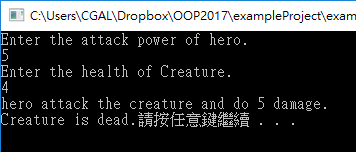 C:\Users\CGAL\Dropbox\OOP2017\exampleProject\exam
Enter the attack power of hero.
5
Enter the health of Creature.
4
hero attack the creature and do 5 damage.
Creature is dead.請按任意鍵繼續 . . .